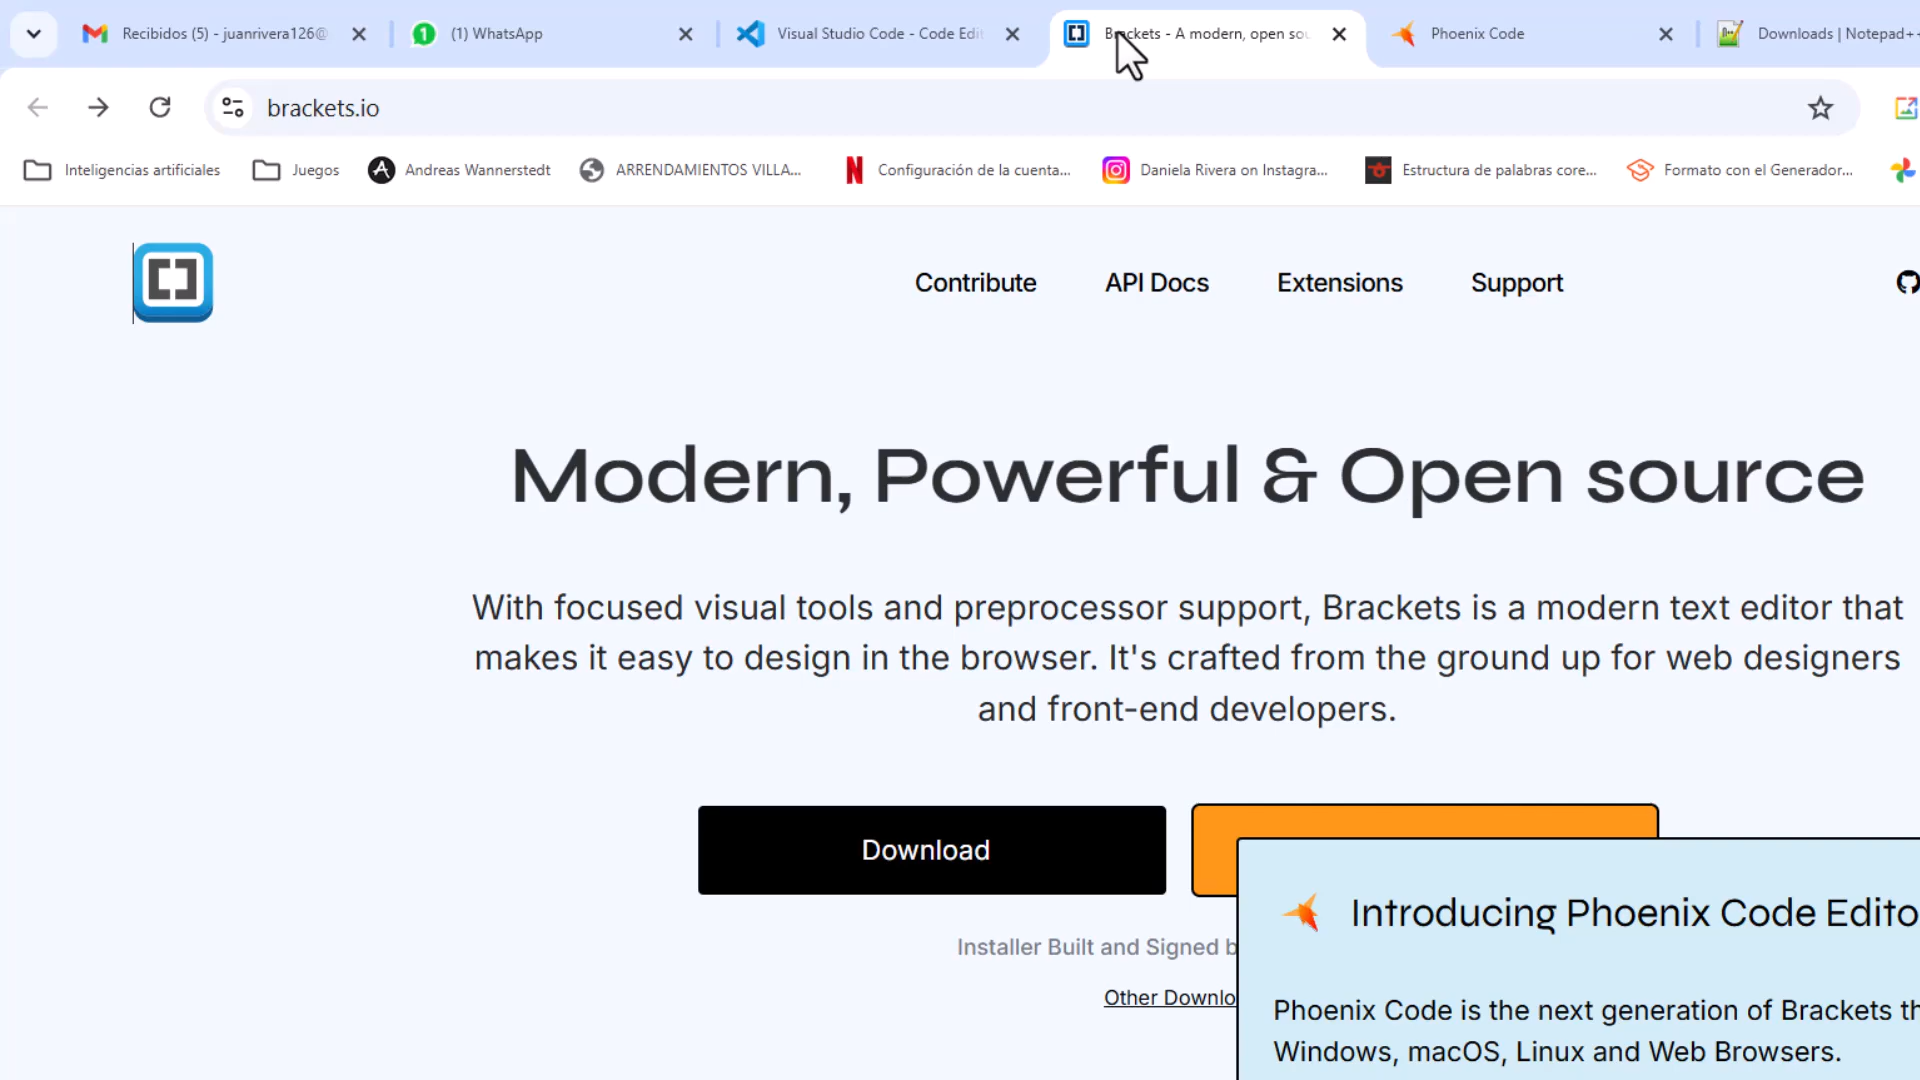 Recibidos (5) - juanrivera126@
(1) WhatsApp
Visual Studio Code - Code Edit
Brackets - A modern, open sou
Phoenix Code
Downloads | Notepad++
brackets.io
Inteligencias artificiales
Juegos
Andreas Wannerstedt
ARRENDAMIENTOS VILLA...
Configuración de la cuenta...
Daniela Rivera on Instagra...
Estructura de palabras core...
Formato con el Generador...
Contribute
API Docs
Extensions
Support
Modern, Powerful & Open source
With focused visual tools and preprocessor support, Brackets is a modern text editor that
makes it easy to design in the browser. It's crafted from the ground up for web designers
and front-end developers.
Download
Installer Built and Signed b
Other Downlo
Introducing Phoenix Code Edito
Phoenix Code is the next generation of Brackets th
Windows, macOS, Linux and Web Browsers.